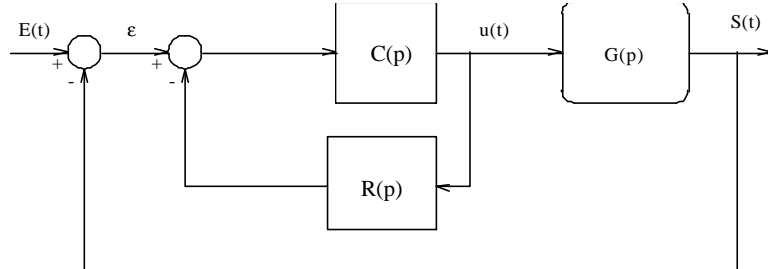 E(t)
ε
u(t)
S(t)
+
-
+
-
C(p)
G(p)
R(p)